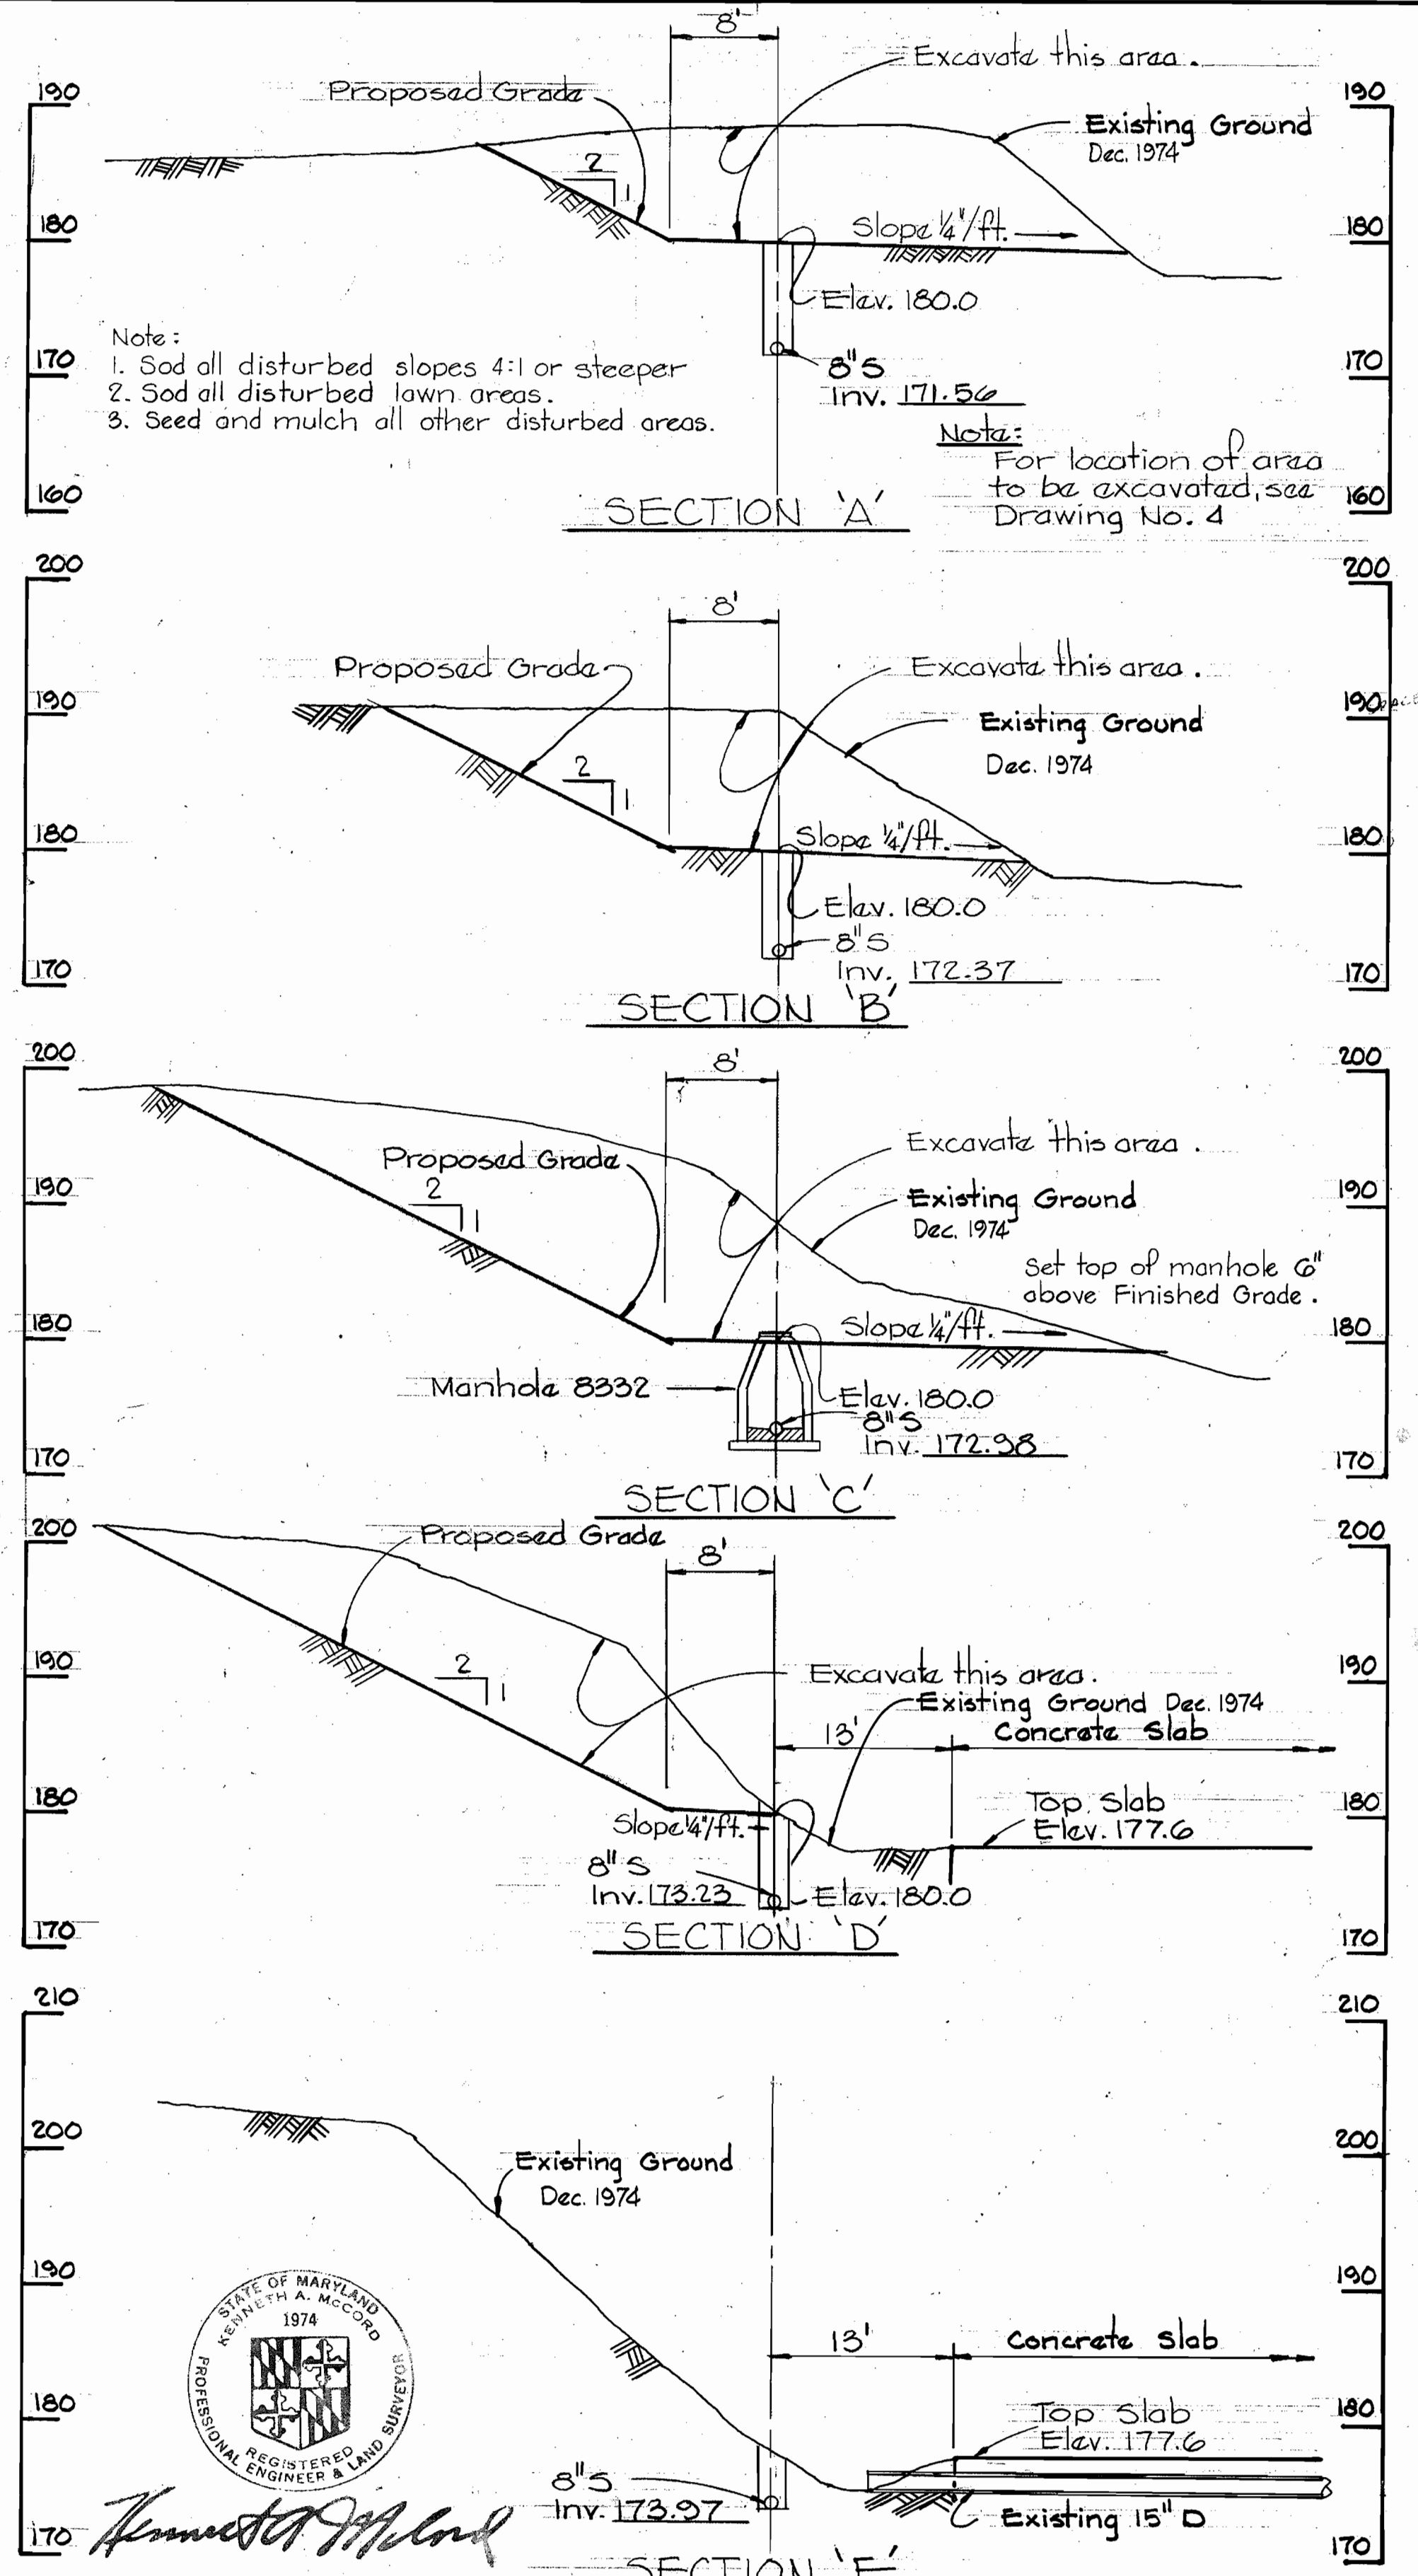 8'
Excavate this area.
Proposed Grade
190
190
Existing Ground
Dec. 1974
2
1
180
Slope 1/4"/ft.
180
Elev. 180.0
Note:
1. Sod all disturbed slopes 4:1 or steeper
2. Sod all disturbed lawn areas.
3. Seed and mulch all other disturbed areas.
170
8"S
170
Inv. 171.56
Note:
For location of area
to be excavated, see
Drawing No. 4
160
160
SECTION 'A'
200
200
8'
Proposed Grade
Excavate this area.
190
190
Existing Ground
Dec. 1974
2
1
180
Slope 1/4"/ft.
180
Elev. 180.0
8"S
Inv. 172.37
170
170
SECTION 'B'
200
200
8'
Excavate this area.
Proposed Grade
190
190
2
1
Existing Ground
Dec. 1974
Set top of manhole 6"
above Finished Grade.
180
Slope 1/4"/ft.
180
Manhole 8332
Elev. 180.0
8"S
Inv. 172.98
170
170
SECTION 'C'
200
200
Proposed Grade
8'
190
190
2
1
Excavate this area.
Existing Ground Dec. 1974
13'
Concrete Slab
180
180
Top Slab
Elev. 177.6
Slope 1/4"/ft.
8"S
Inv. 173.23
Elev. 180.0
170
170
SECTION 'D'
210
210
200
200
Existing Ground
Dec. 1974
190
190
STATE OF MARYLAND
KENNETH A. McCORD
1974
PROFESSIONAL ENGINEER & LAND SURVEYOR
REGISTERED
13'
Concrete Slab
180
180
Top Slab
Elev. 177.6
8"S
Inv. 173.97
Existing 15" D
170
Kenneth A McCord
170
SECTION 'E'